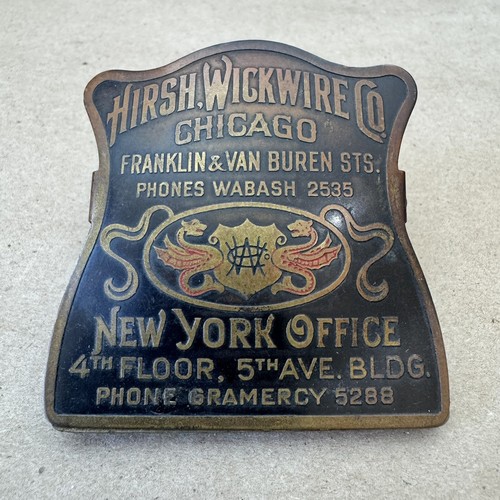 HIRSH, WICKWIRE CO.
CHICAGO
FRANKLIN & VAN BUREN STS.
PHONES WABASH 2535
HWC
NEW YORK OFFICE
4TH FLOOR, 5TH AVE. BLDG.
PHONE GRAMERCY 5288